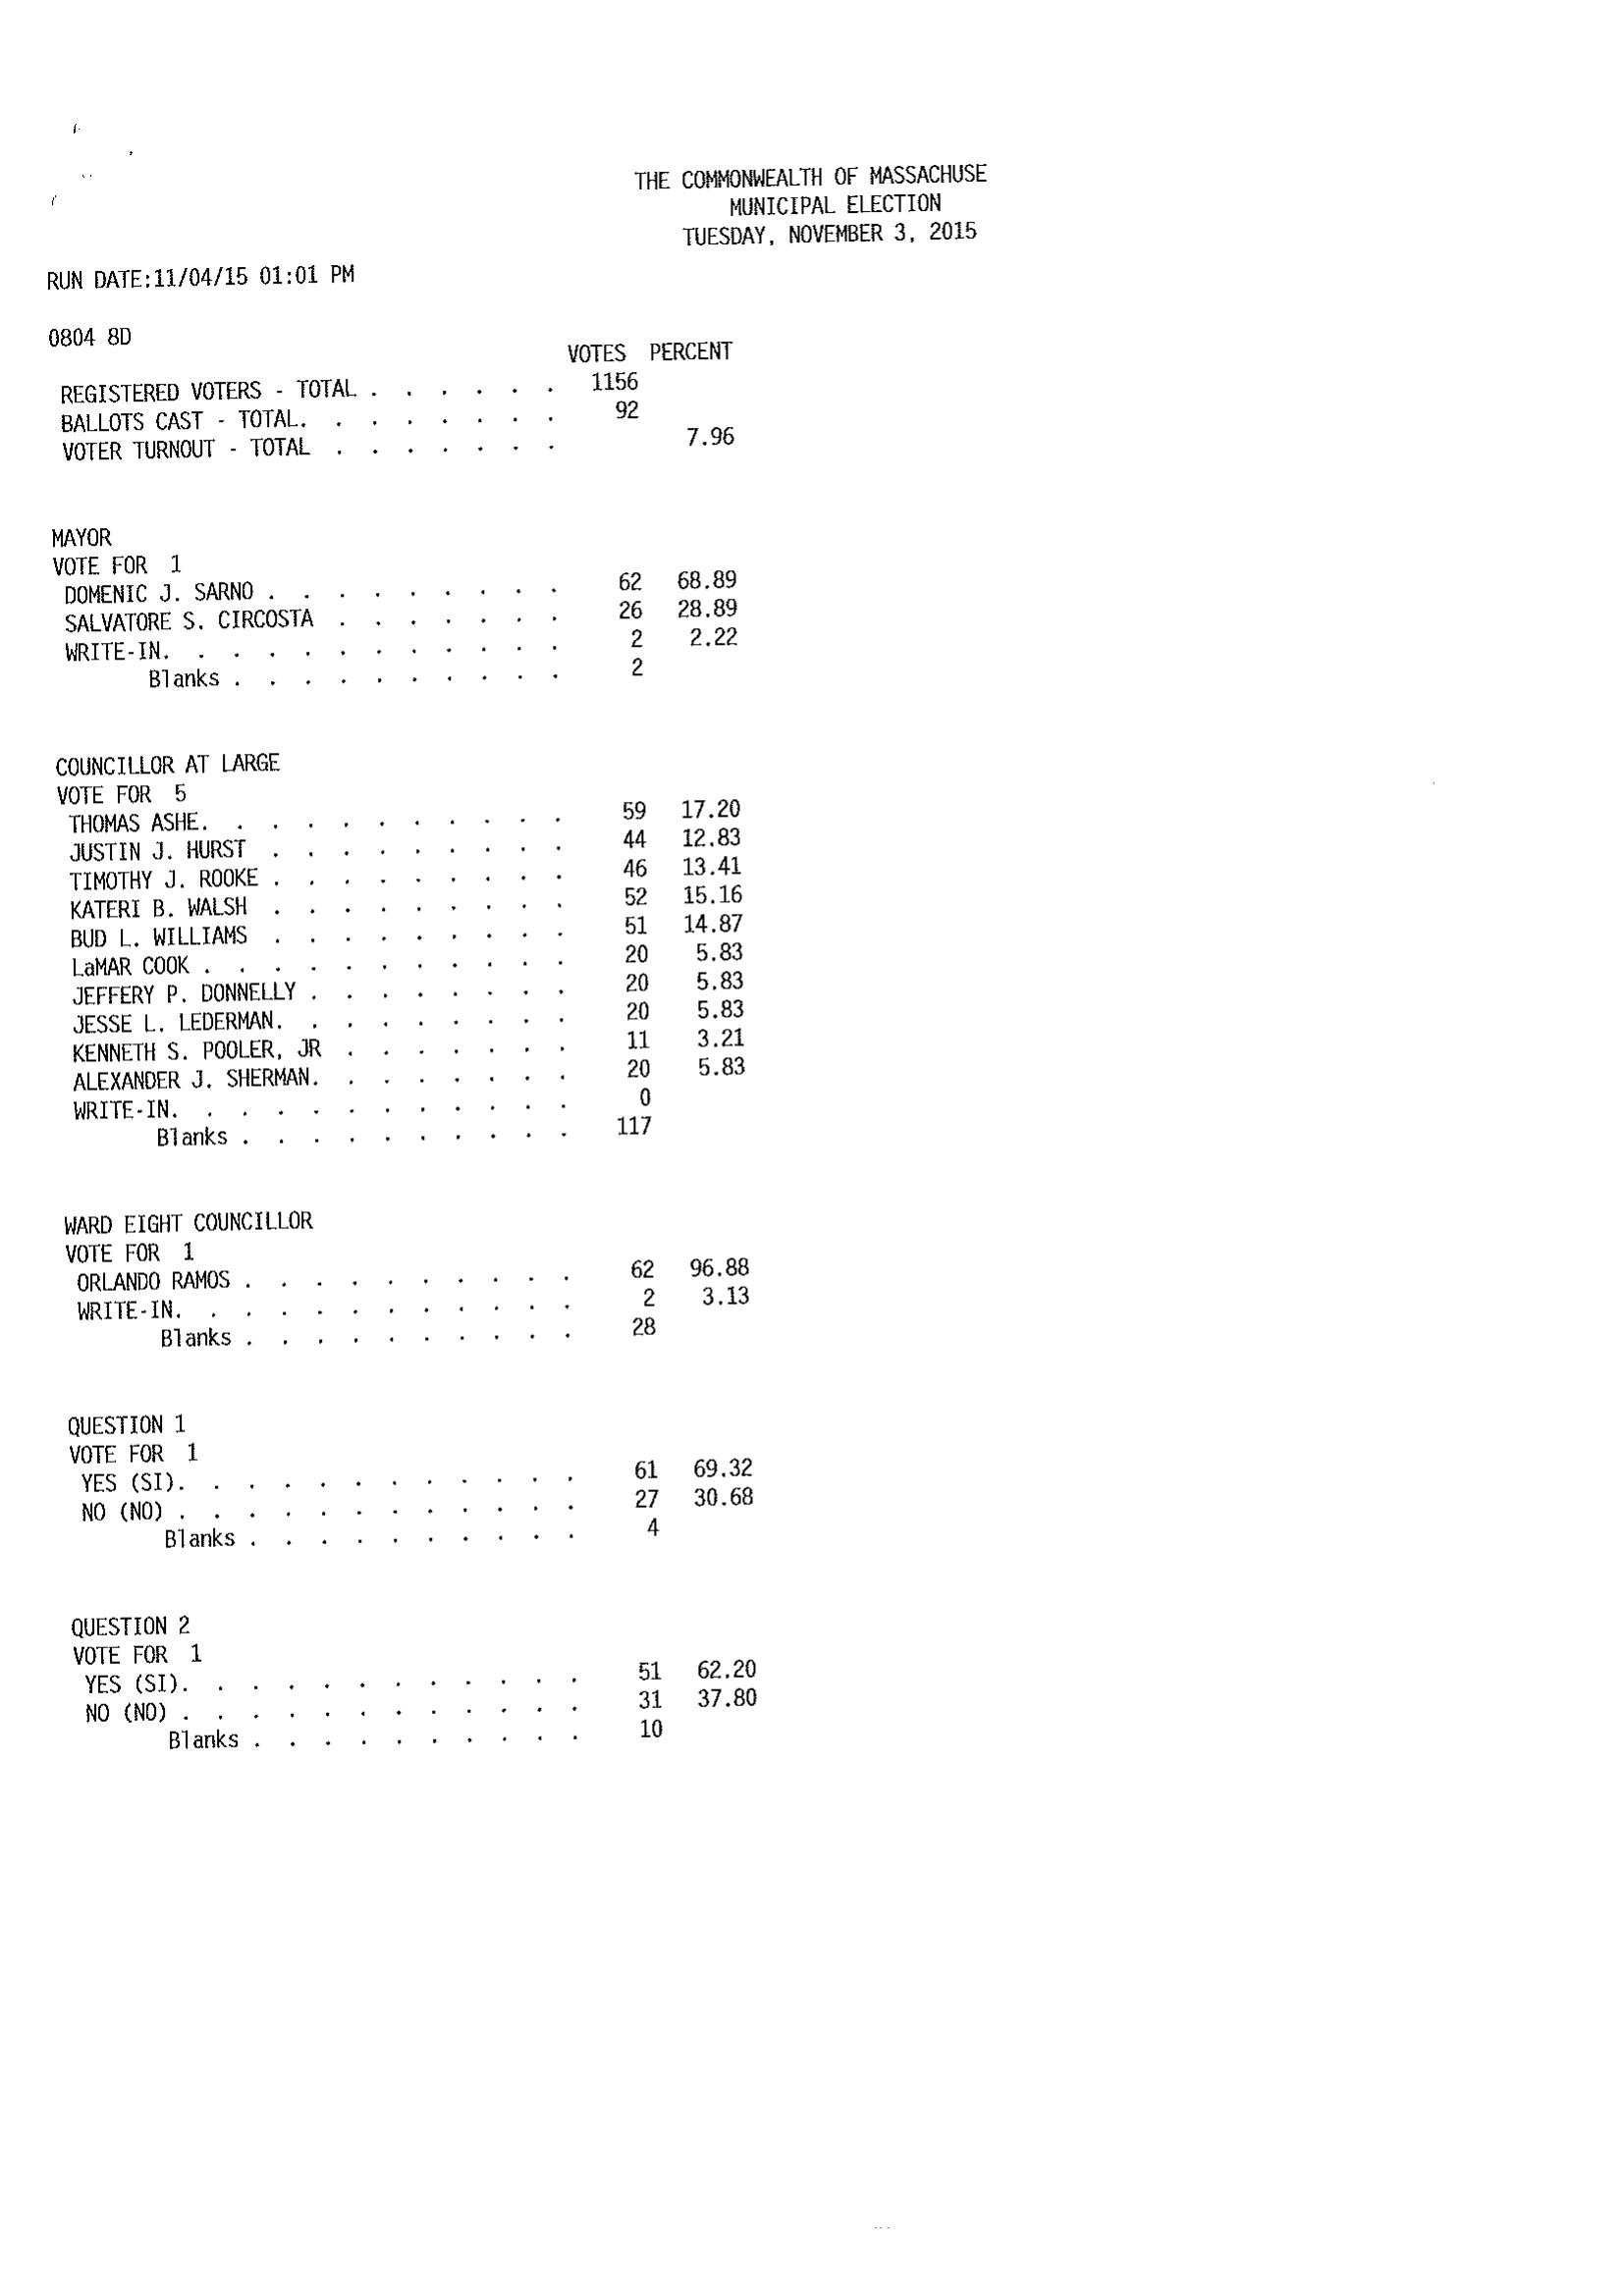 THE COMMONWEALTH OF MASSACHUSE
MUNICIPAL ELECTION
TUESDAY, NOVEMBER 3, 2015
RUN DATE:11/04/15 01:01 PM
0804 8D
VOTES PERCENT
REGISTERED VOTERS - TOTAL . . . . . . 1156
BALLOTS CAST - TOTAL. . . . . . . . 92
VOTER TURNOUT - TOTAL . . . . . . . 7.96
MAYOR
VOTE FOR 1
DOMENIC J. SARNO . . . . . . . . . 62 68.89
SALVATORE S. CIRCOSTA . . . . . . . 26 28.89
WRITE-IN. . . . . . . . . . . . 2 2.22
Blanks . . . . . . . . . . 2
COUNCILLOR AT LARGE
VOTE FOR 5
THOMAS ASHE. . . . . . . . . . . 59 17.20
JUSTIN J. HURST . . . . . . . . . 44 12.83
TIMOTHY J. ROOKE . . . . . . . . . 46 13.41
KATERI B. WALSH . . . . . . . . . 52 15.16
BUD L. WILLIAMS . . . . . . . . . 51 14.87
LaMAR COOK . . . . . . . . . . . 20 5.83
JEFFERY P. DONNELLY . . . . . . . . 20 5.83
JESSE L. LEDERMAN. . . . . . . . . 20 5.83
KENNETH S. POOLER, JR . . . . . . . 11 3.21
ALEXANDER J. SHERMAN. . . . . . . . 20 5.83
WRITE-IN. . . . . . . . . . . . 0
Blanks . . . . . . . . . . 117
WARD EIGHT COUNCILLOR
VOTE FOR 1
ORLANDO RAMOS . . . . . . . . . . 62 96.88
WRITE-IN. . . . . . . . . . . . 2 3.13
Blanks . . . . . . . . . . 28
QUESTION 1
VOTE FOR 1
YES (SI). . . . . . . . . . . . 61 69.32
NO (NO) . . . . . . . . . . . . 27 30.68
Blanks . . . . . . . . . . 4
QUESTION 2
VOTE FOR 1
YES (SI). . . . . . . . . . . . 51 62.20
NO (NO) . . . . . . . . . . . . 31 37.80
Blanks . . . . . . . . . . 10